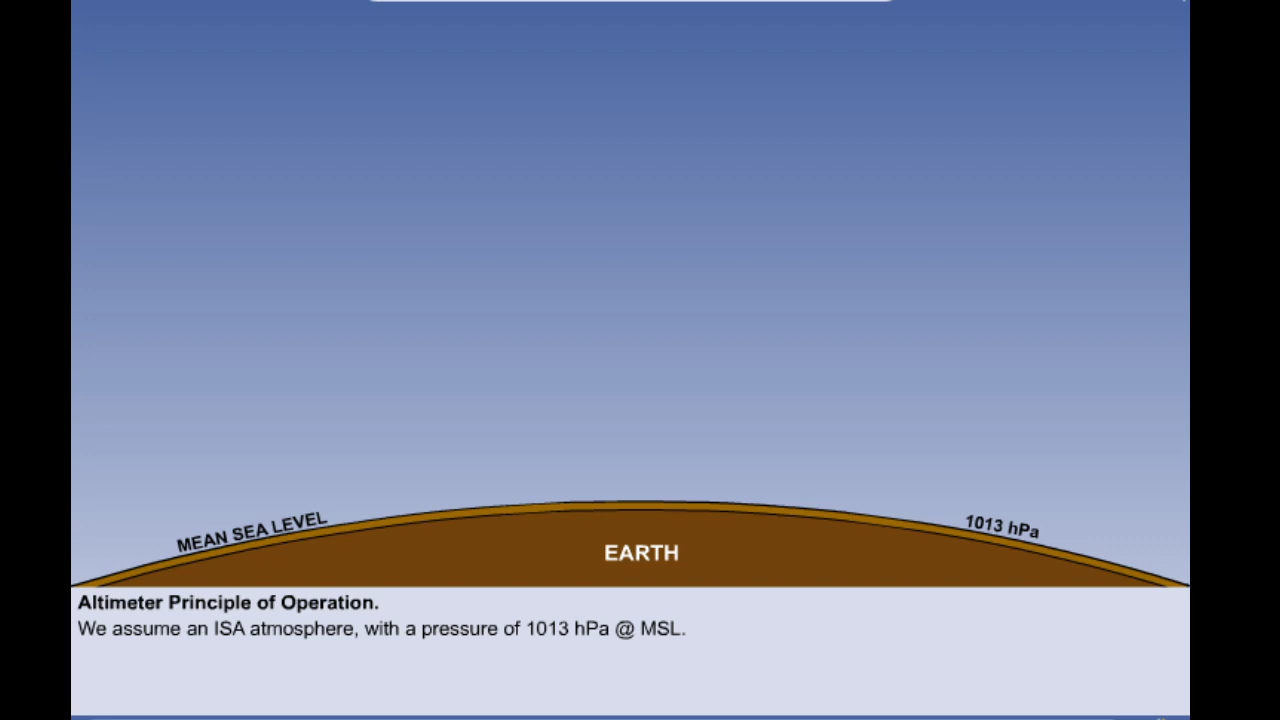 MEAN SEA LEVEL
1013 hPa
EARTH
Altimeter Principle of Operation.
We assume an ISA atmosphere, with a pressure of 1013 hPa @ MSL.